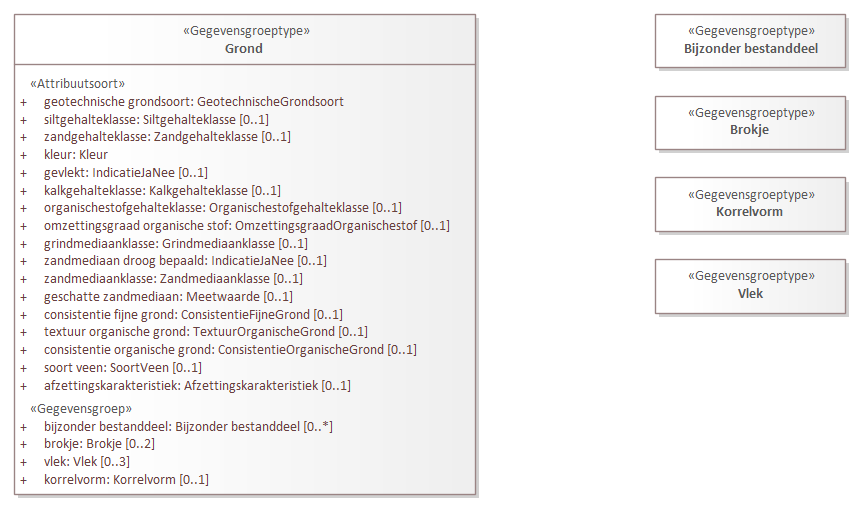 «Gegevensgroeptype»
Grond
«Attribuutsoort»
+ geotechnische grondsoort: GeotechnischeGrondsoort
+ siltgehalteklasse: Siltgehalteklasse [0..1]
+ zandgehalteklasse: Zandgehalteklasse [0..1]
+ kleur: Kleur
+ gevlekt: IndicatieJaNee [0..1]
+ kalkgehalteklasse: Kalkgehalteklasse [0..1]
+ organischestofgehalteklasse: Organischestofgehalteklasse [0..1]
+ omzettingsgraad organische stof: OmzettingsgraadOrganischestof [0..1]
+ grindmediaanklasse: Grindmediaanklasse [0..1]
+ zandmediaan droog bepaald: IndicatieJaNee [0..1]
+ zandmediaanklasse: Zandmediaanklasse [0..1]
+ geschatte zandmediaan: Meetwaarde [0..1]
+ consistentie fijne grond: ConsistentieFijneGrond [0..1]
+ textuur organische grond: TextuurOrganischeGrond [0..1]
+ consistentie organische grond: ConsistentieOrganischeGrond [0..1]
+ soort veen: SoortVeen [0..1]
+ afzettingskarakteristiek: Afzettingskarakteristiek [0..1]
«Gegevensgroep»
+ bijzonder bestanddeel: Bijzonder bestanddeel [0..*]
+ brokje: Brokje [0..2]
+ vlek: Vlek [0..3]
+ korrelvorm: Korrelvorm [0..1]
«Gegevensgroeptype»
Bijzonder bestanddeel
«Gegevensgroeptype»
Brokje
«Gegevensgroeptype»
Korrelvorm
«Gegevensgroeptype»
Vlek